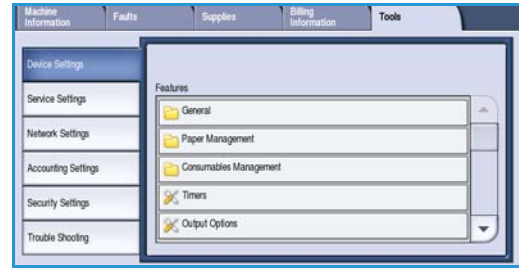 Machine Information
Faults
Supplies
Billing Information
Tools
Device Settings
Service Settings
Network Settings
Accounting Settings
Security Settings
Trouble Shooting
Features
General
Paper Management
Consumables Management
Timers
Output Options